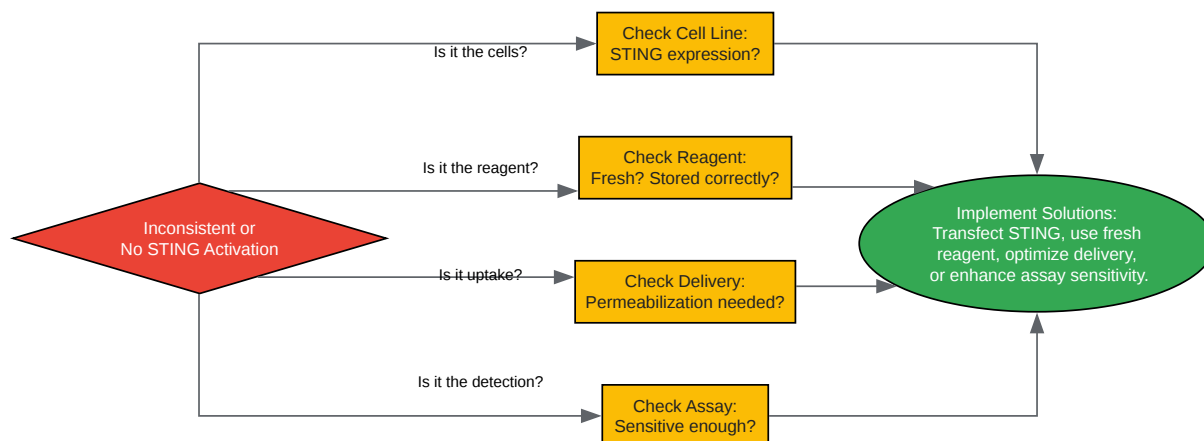 Is it the cells?
Check Cell Line:
STING expression?
Is it the reagent?
Check Reagent:
Fresh? Stored correctly?
Inconsistent or
No STING Activation
Implement Solutions:
Transfect STING, use fresh
reagent, optimize delivery,
or enhance assay sensitivity.
Is it uptake?
Check Delivery:
Permeabilization needed?
Is it the detection?
Check Assay:
Sensitive enough?